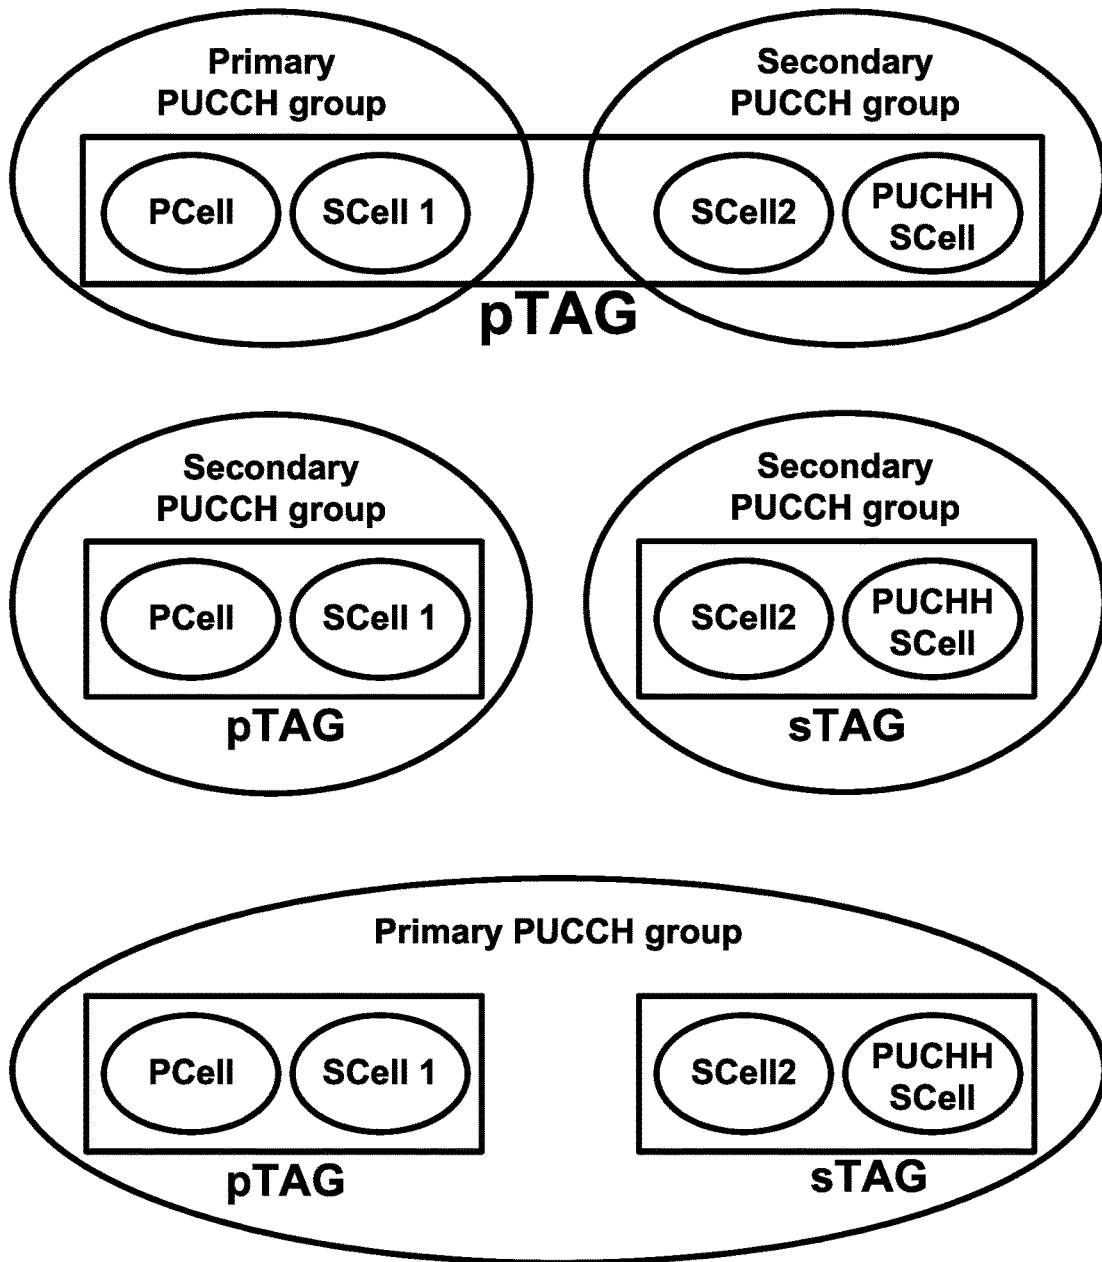 Primary
PUCCH group
Secondary
PUCCH group
PCell
SCell 1
SCell2
PUCHH
SCell
pTAG
Secondary
PUCCH group
Secondary
PUCCH group
PCell
SCell 1
SCell2
PUCHH
SCell
pTAG
sTAG
Primary PUCCH group
PCell
SCell 1
SCell2
PUCHH
SCell
pTAG
sTAG